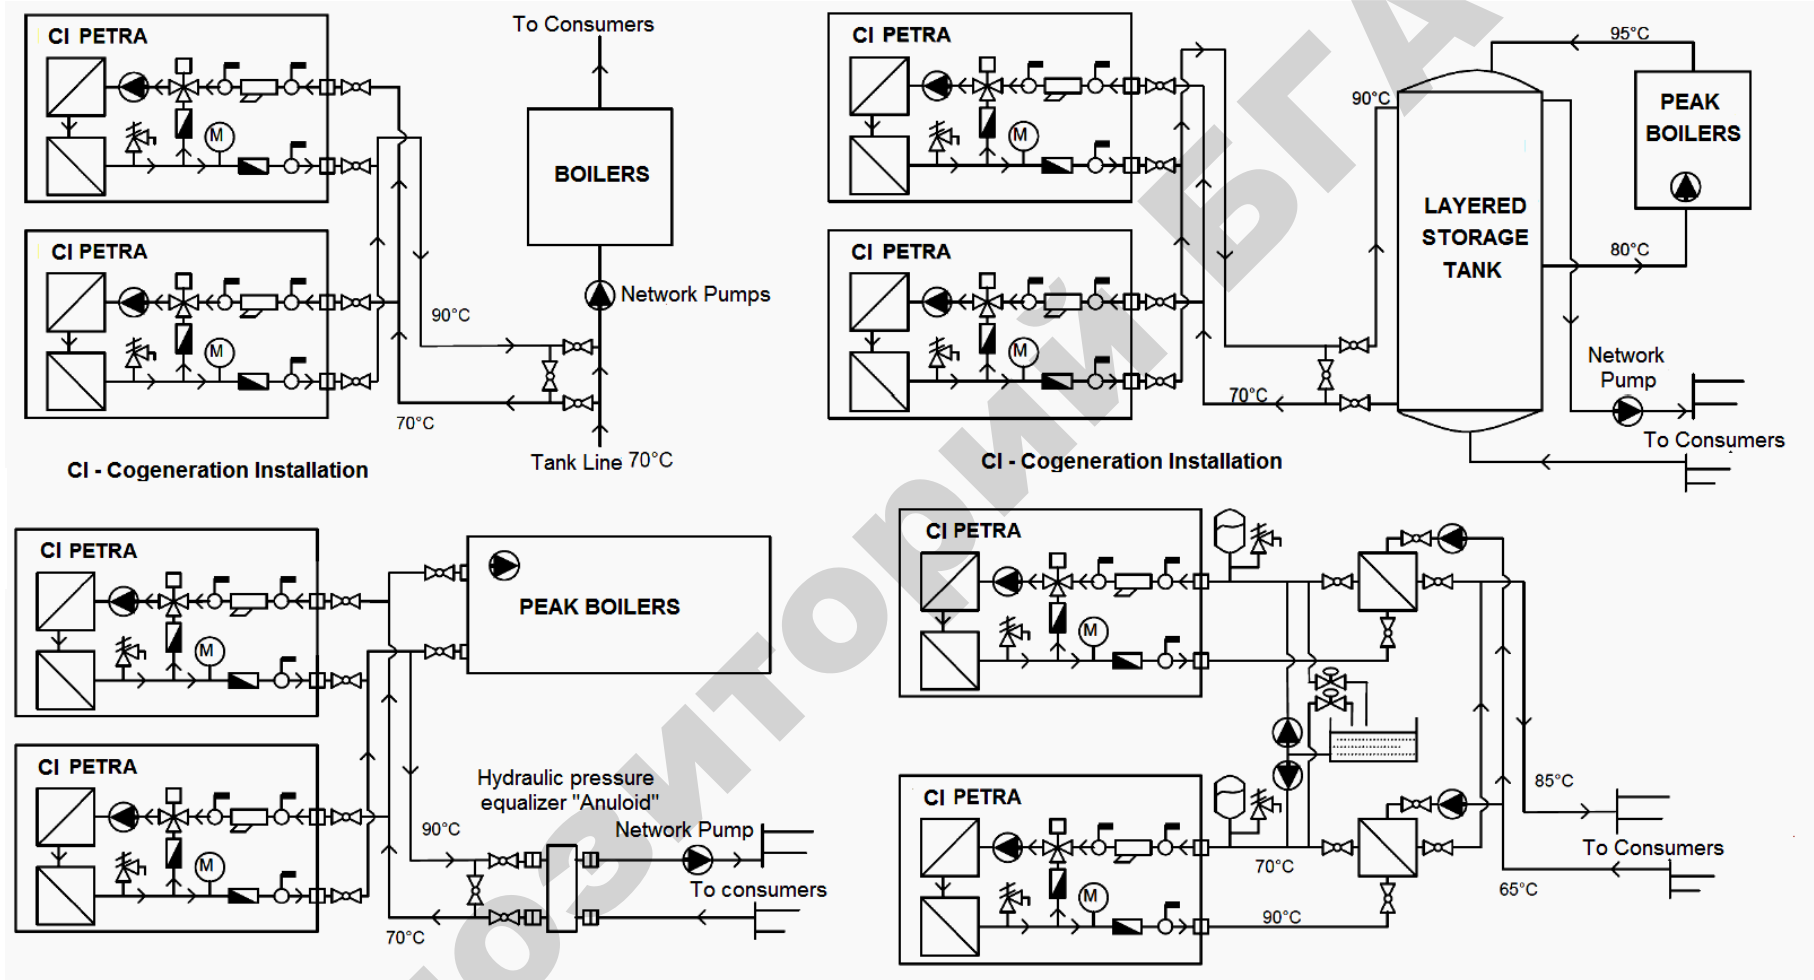 CI PETRA
To Consumers
BOILERS
M
CI PETRA
Network Pumps
90°C
M
70°C
Tank Line 70°C
CI - Cogeneration Installation
CI PETRA
95°C
90°C
PEAK
BOILERS
M
LAYERED
STORAGE
TANK
CI PETRA
80°C
M
Network
Pump
70°C
To Consumers
CI - Cogeneration Installation
CI PETRA
PEAK BOILERS
M
CI PETRA
Hydraulic pressure
equalizer "Anuloid"
90°C
Network Pump
M
To consumers
70°C
CI PETRA
M
CI PETRA
85°C
To Consumers
70°C
65°C
M
90°C
зиторий БГА